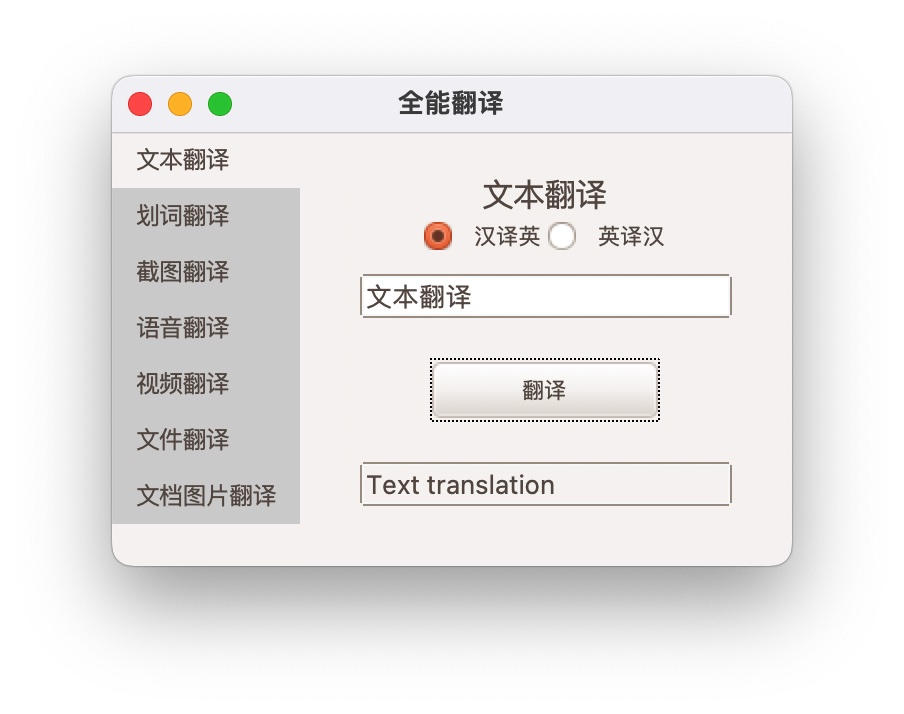 全能翻译
文本翻译
划词翻译
截图翻译
语音翻译
视频翻译
文件翻译
文档图片翻译
文本翻译
汉译英 英译汉
文本翻译
翻译
Text translation